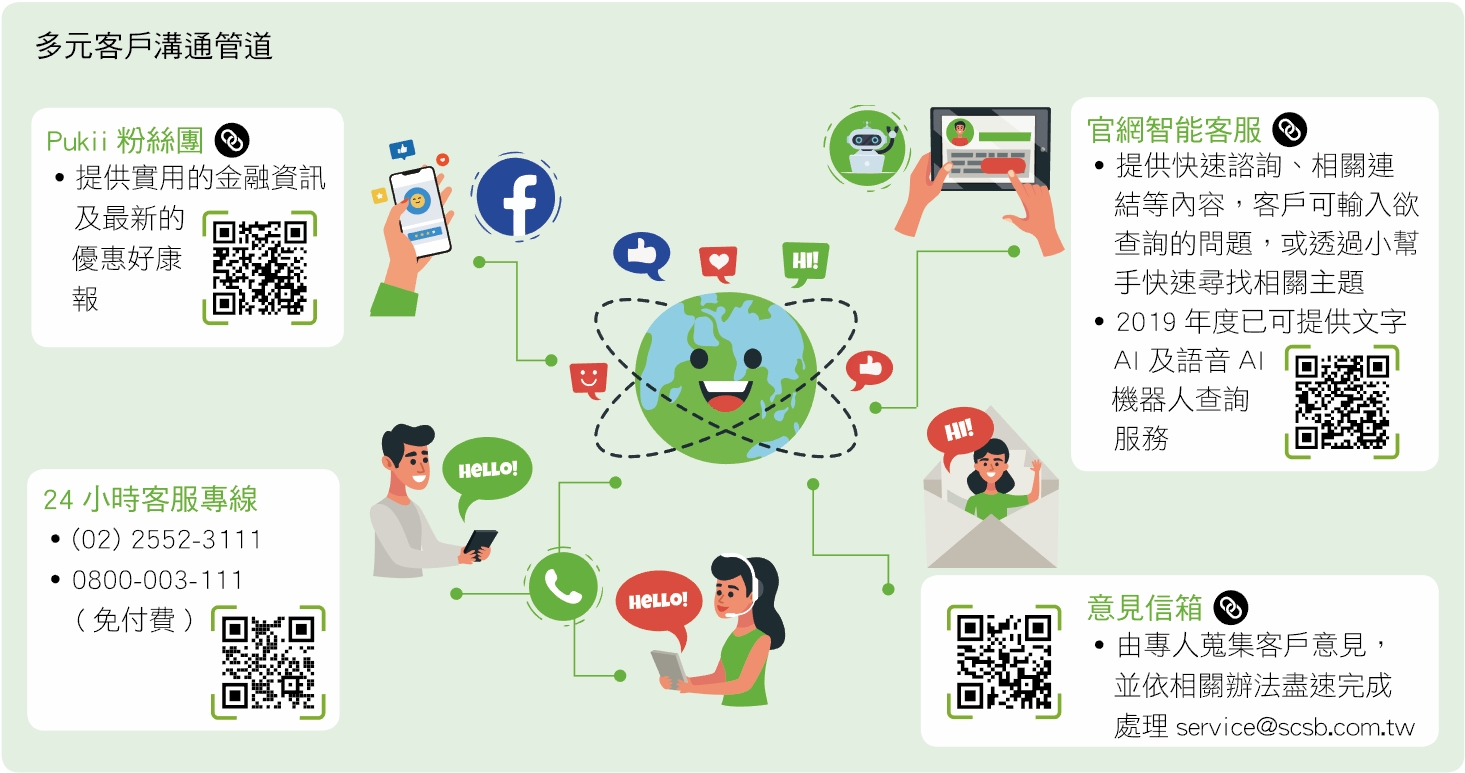 多元客戶溝通管道
Pukii 粉絲團
• 提供實用的金融資訊
及最新的
優惠好康
報
官網智能客服
• 提供快速諮詢、相關連
結等內容，客戶可輸入欲
查詢的問題，或透過小幫
手快速尋找相關主題
• 2019 年度已可提供文字
AI 及語音 AI
機器人查詢
服務
HI!
HI!
HELLO!
HELLO!
24 小時客服專線
• (02) 2552-3111
• 0800-003-111
( 免付費 )
意見信箱
• 由專人蒐集客戶意見，
並依相關辦法盡速完成
處理 service@scsb.com.tw